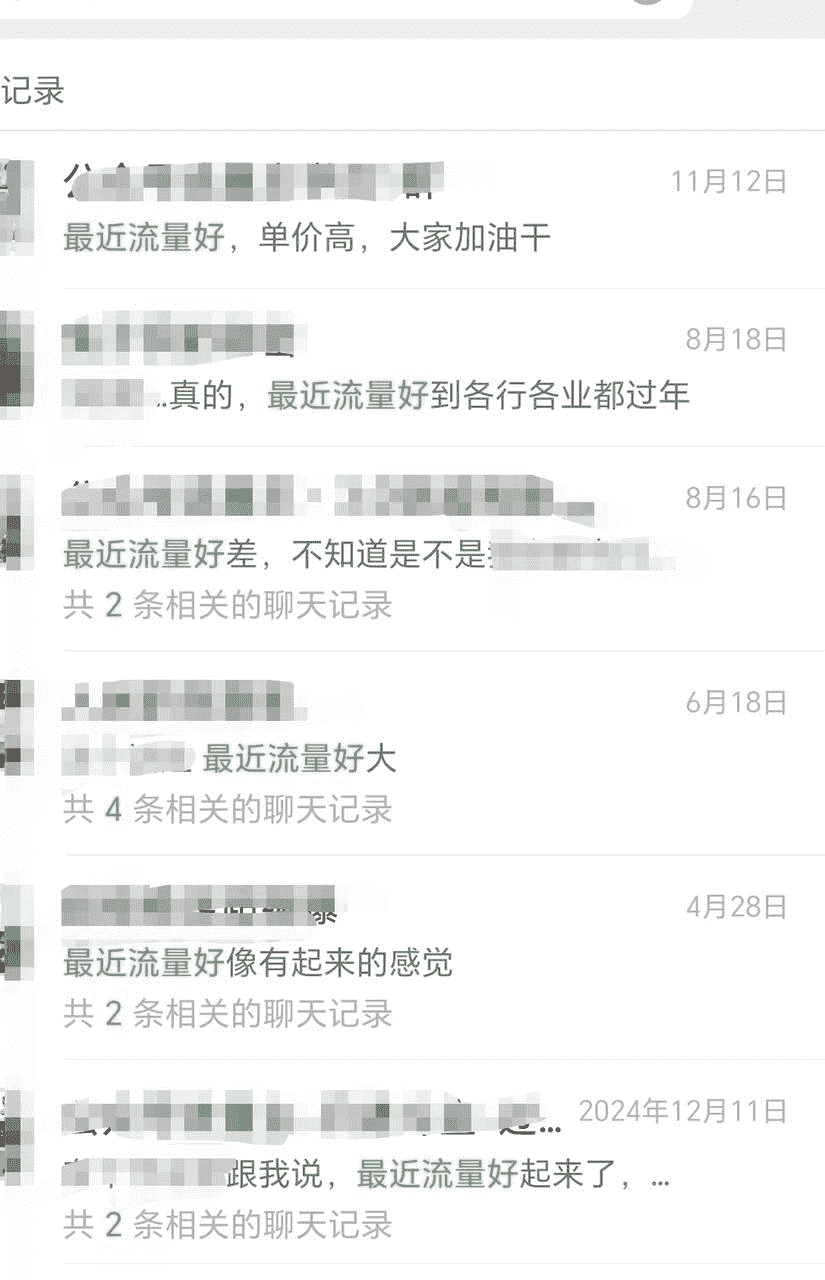 记录
11月12日
最近流量好，单价高，大家加油干
8月18日
…真的，最近流量好到各行各业都过年
8月16日
最近流量好差，不知道是不是
共 2 条相关的聊天记录
6月18日
最近流量好大
共 4 条相关的聊天记录
4月28日
最近流量好像有起来的感觉
共 2 条相关的聊天记录
2024年12月11日
跟我说，最近流量好起来了，…
共 2 条相关的聊天记录